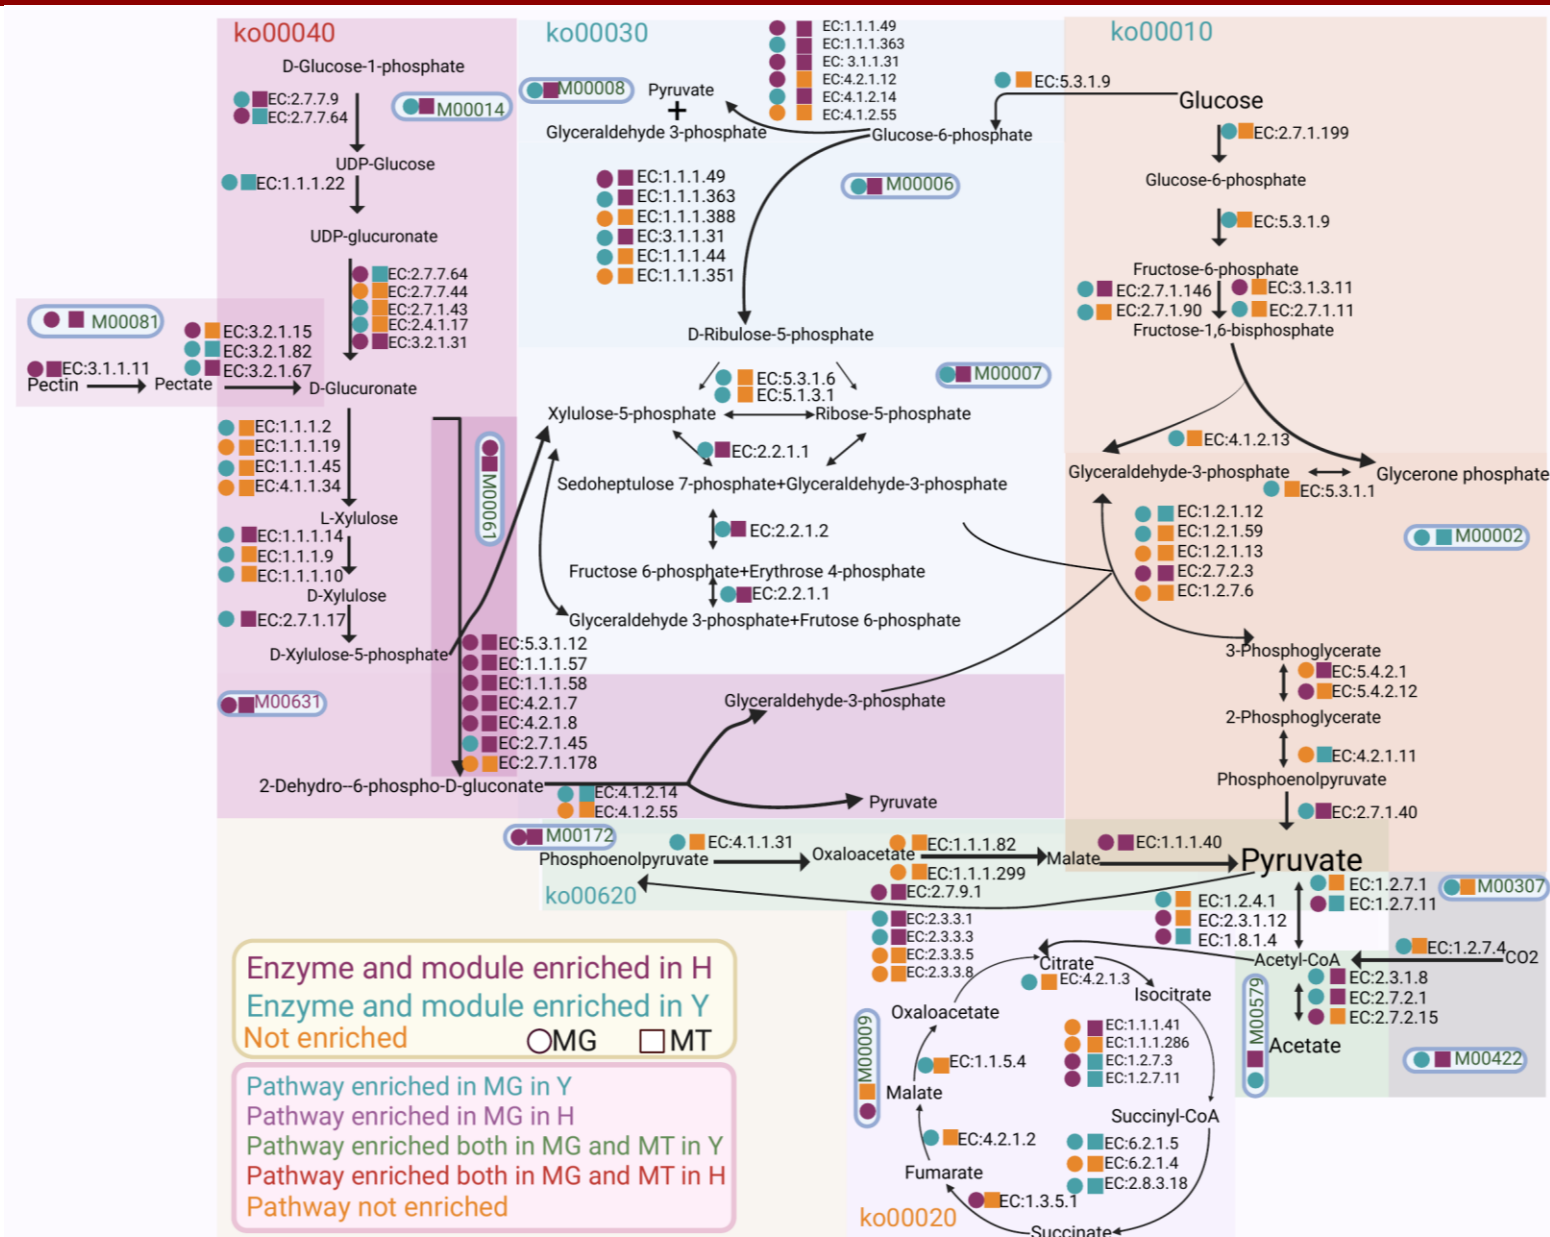 ko00040
D-Glucose-1-phosphate
EC:2.7.7.9
EC:2.7.7.64
M00014
UDP-Glucose
EC:1.1.1.22
UDP-glucuronate
EC:2.7.7.64
EC:2.7.7.44
EC:2.7.1.43
EC:2.4.1.17
EC:3.2.1.31
M00081
EC:3.2.1.15
EC:3.2.1.82
EC:3.2.1.67
EC:3.1.1.11
Pectin
Pectate
D-Glucuronate
EC:1.1.1.2
EC:1.1.1.19
EC:1.1.1.45
EC:4.1.1.34
M00061
L-Xylulose
EC:1.1.1.14
EC:1.1.1.9
EC:1.1.1.10
D-Xylulose
EC:2.7.1.17
D-Xylulose-5-phosphate
M00631
EC:5.3.1.12
EC:1.1.1.57
EC:1.1.1.58
EC:4.2.1.7
EC:4.2.1.8
EC:2.7.1.45
EC:2.7.1.178
2-Dehydro--6-phospho-D-gluconate
EC:4.1.2.14
EC:4.1.2.55
Glyceraldehyde-3-phosphate
Pyruvate
ko00030
M00008
Pyruvate
+
Glyceraldehyde 3-phosphate
EC:1.1.1.49
EC:1.1.1.363
EC: 3.1.1.31
EC:4.2.1.12
EC:4.1.2.14
EC:4.1.2.55
Glucose-6-phosphate
EC:1.1.1.49
EC:1.1.1.363
EC:1.1.1.388
EC:3.1.1.31
EC:1.1.1.44
EC:1.1.1.351
M00006
D-Ribulose-5-phosphate
EC:5.3.1.6
EC:5.1.3.1
M00007
Xylulose-5-phosphate
Ribose-5-phosphate
EC:2.2.1.1
Sedoheptulose 7-phosphate+Glyceraldehyde-3-phosphate
EC:2.2.1.2
Fructose 6-phosphate+Erythrose 4-phosphate
EC:2.2.1.1
Glyceraldehyde 3-phosphate+Frutose 6-phosphate
ko00010
EC:5.3.1.9
Glucose
EC:2.7.1.199
Glucose-6-phosphate
EC:5.3.1.9
Fructose-6-phosphate
EC:2.7.1.146
EC:3.1.3.11
EC:2.7.1.90
EC:2.7.1.11
Fructose-1,6-bisphosphate
EC:4.1.2.13
Glyceraldehyde-3-phosphate
Glycerone phosphate
EC:5.3.1.1
EC:1.2.1.12
EC:1.2.1.59
EC:1.2.1.13
EC:2.7.2.3
EC:1.2.7.6
M00002
3-Phosphoglycerate
EC:5.4.2.1
EC:5.4.2.12
2-Phosphoglycerate
EC:4.2.1.11
Phosphoenolpyruvate
EC:2.7.1.40
M00172
EC:4.1.1.31
Phosphoenolpyruvate
Oxaloacetate
EC:1.1.1.82
EC:1.1.1.299
Malate
EC:1.1.1.40
Pyruvate
ko00620
EC:2.7.9.1
EC:1.2.7.1
EC:1.2.7.11
M00307
EC:1.2.4.1
EC:2.3.1.12
EC:1.8.1.4
EC:2.3.3.1
EC:2.3.3.3
EC:2.3.3.5
EC:2.3.3.8
Acetyl-CoA
EC:1.2.7.4
CO2
EC:2.3.1.8
EC:2.7.2.1
EC:2.7.2.15
M00579
Acetate
M00422
Citrate
EC:4.2.1.3
Isocitrate
Oxaloacetate
EC:1.1.1.41
EC:1.1.1.286
EC:1.2.7.3
EC:1.2.7.11
M00009
EC:1.1.5.4
Malate
Succinyl-CoA
EC:4.2.1.2
EC:6.2.1.5
EC:6.2.1.4
EC:2.8.3.18
Fumarate
EC:1.3.5.1
ko00020
Succinate
Enzyme and module enriched in H
Enzyme and module enriched in Y
Not enriched
MG
MT
Pathway enriched in MG in Y
Pathway enriched in MG in H
Pathway enriched both in MG and MT in Y
Pathway enriched both in MG and MT in H
Pathway not enriched